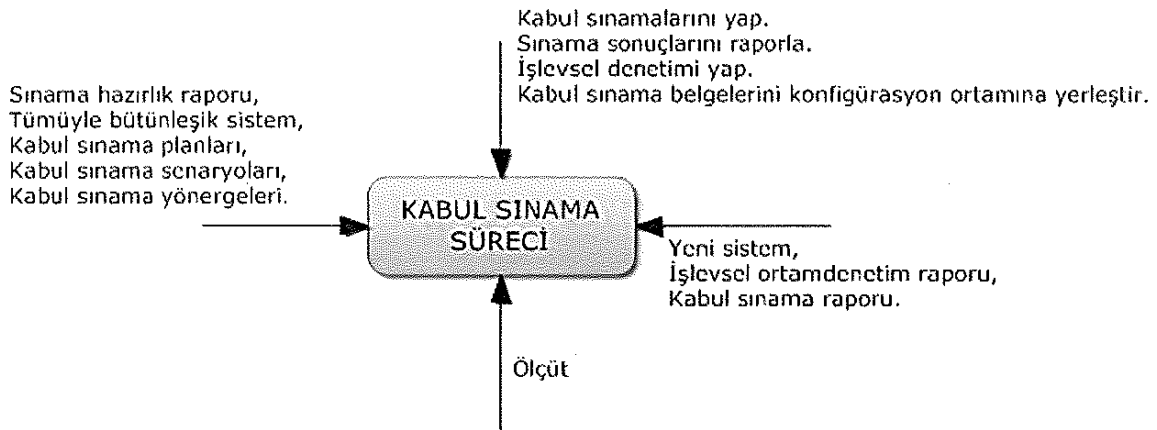 Kabul sınamalarını yap.
Sınama sonuçlarını raporla.
İşlevsel denetimi yap.
Kabul sınama belgelerini konfigürasyon ortamına yerleştir.
Sınama hazırlık raporu,
Tümüyle bütünleşik sistem,
Kabul sınama planları,
Kabul sınama senaryoları,
Kabul sınama yönergeleri.
KABUL SINAMA
SÜRECİ
Yeni sistem,
İşlevsel ortamdenetim raporu,
Kabul sınama raporu.
Ölçüt